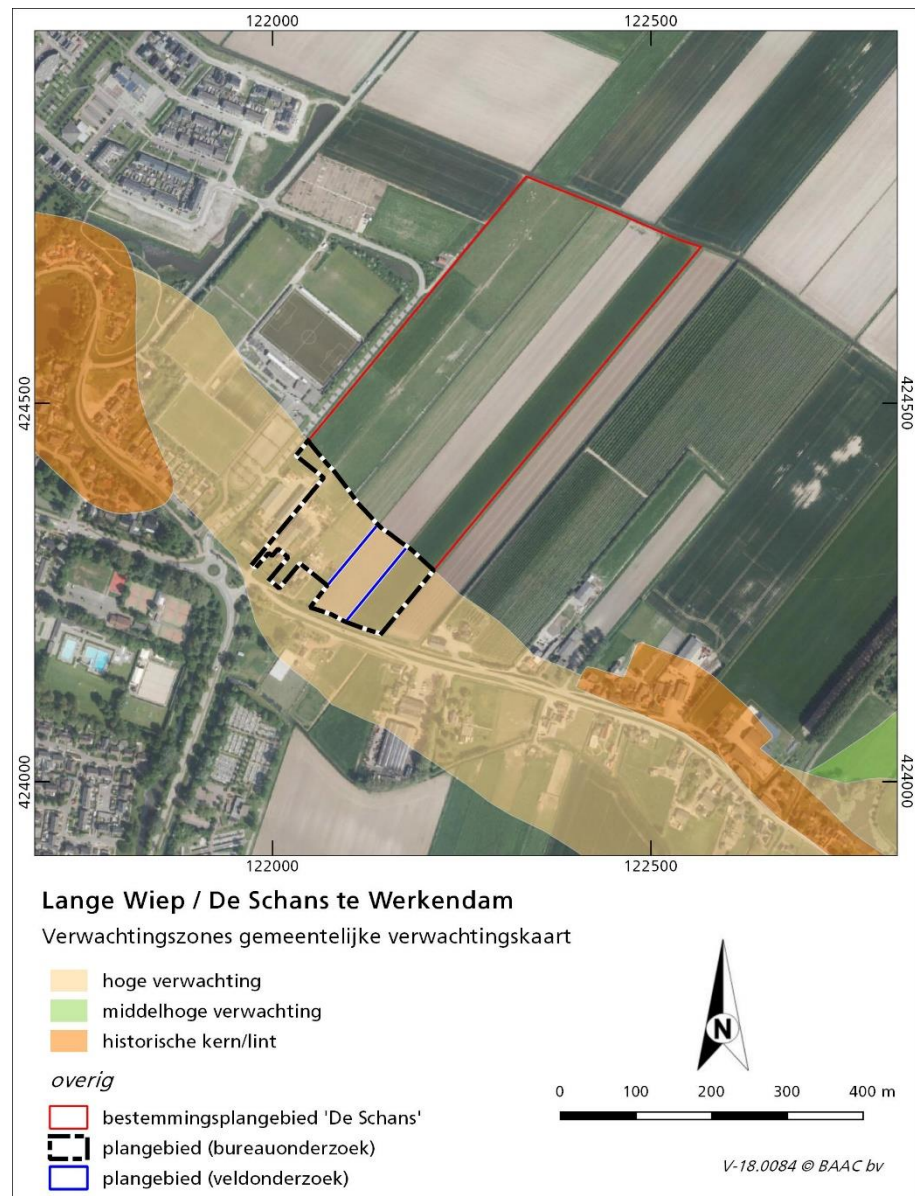 122000 122500
424500 424500
424000 424000
122000 122500
Lange Wiep / De Schans te Werkendam
Verwachtingszones gemeentelijke verwachtingskaart
hoge verwachting
middelhoge verwachting
historische kern/lint
overig
bestemmingsplangebied 'De Schans'
plangebied (bureauonderzoek)
plangebied (veldonderzoek)
N
0 100 200 300 400 m
V-18.0084 © BAAC bv